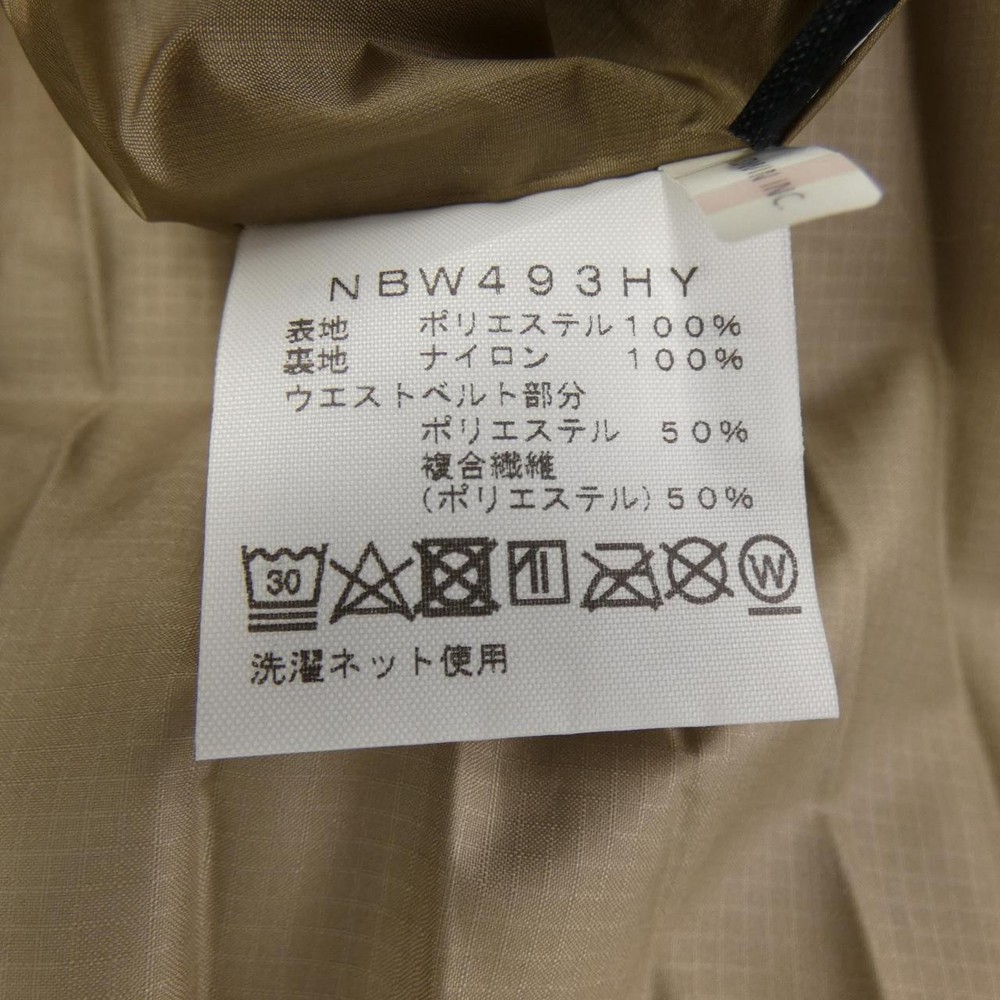 INC
NBW493HY
表地 ポリエステル100%
裏地 ナイロン 100%
ウエストベルト部分
ポリエステル 50%
複合繊維
(ポリエステル)50%
30
W
洗濯ネット使用